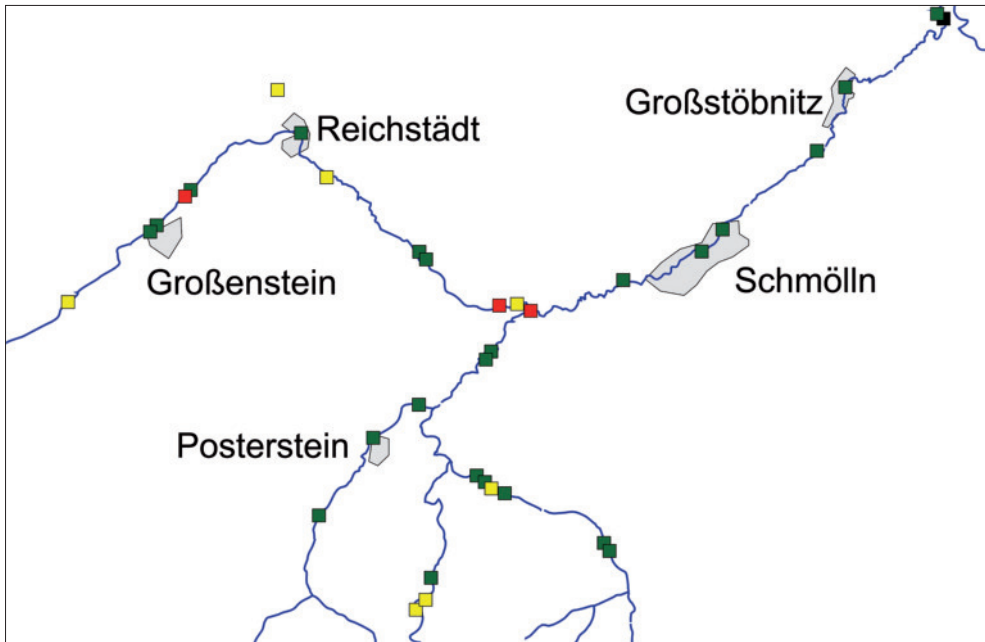 Großstöbnitz
Reichstädt
Großenstein
Schmölln
Posterstein